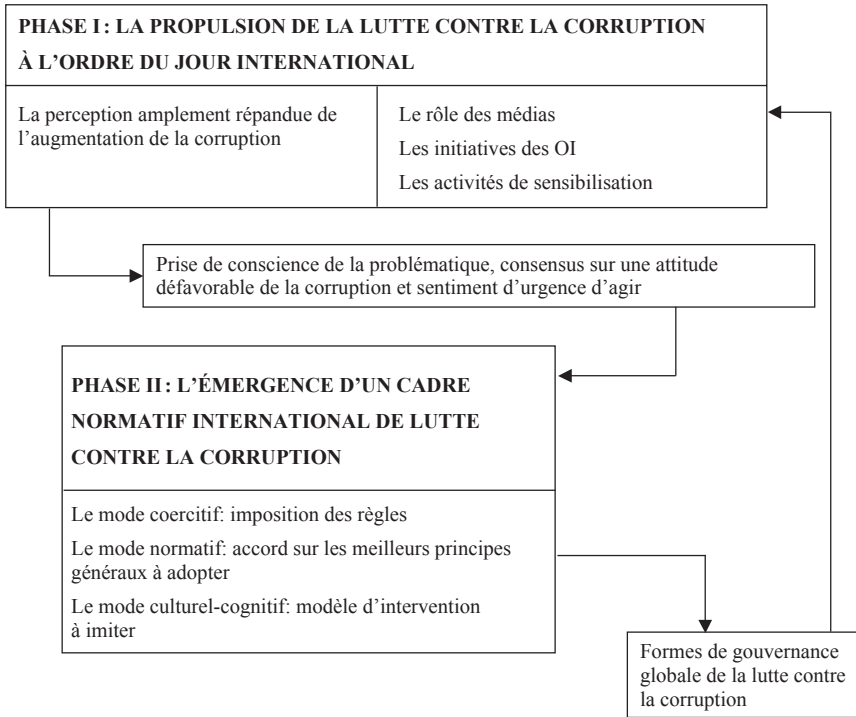 PHASE I : LA PROPULSION DE LA LUTTE CONTRE LA CORRUPTION
À L’ORDRE DU JOUR INTERNATIONAL
La perception amplement répandue de
l’augmentation de la corruption
Le rôle des médias
Les initiatives des OI
Les activités de sensibilisation
Prise de conscience de la problématique, consensus sur une attitude
défavorable de la corruption et sentiment d’urgence d’agir
PHASE II : L’ÉMERGENCE D’UN CADRE
NORMATIF INTERNATIONAL DE LUTTE
CONTRE LA CORRUPTION
Le mode coercitif: imposition des règles
Le mode normatif: accord sur les meilleurs principes
généraux à adopter
Le mode culturel-cognitif: modèle d’intervention
à imiter
Formes de gouvernance
globale de la lutte contre
la corruption